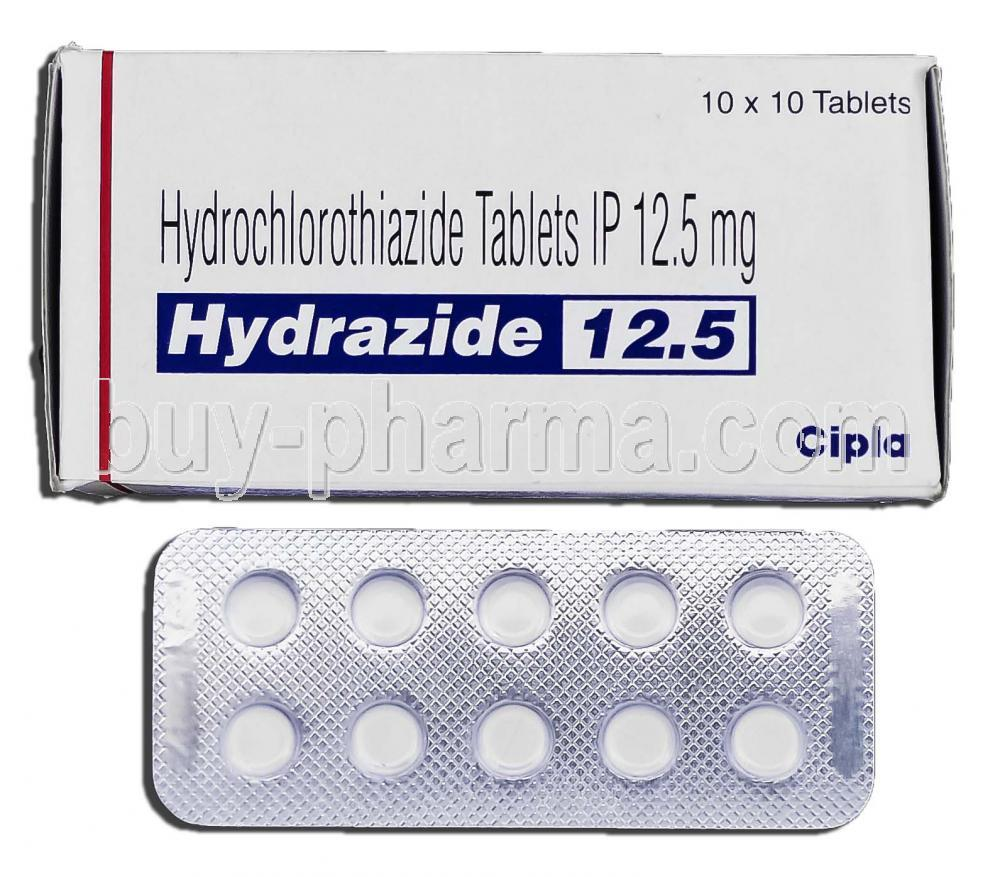 10 x 10 Tablets
Hydrochlorothiazide Tablets IP 12.5 mg
Hydrazide 12.5
buy-pharma.com
Cipla